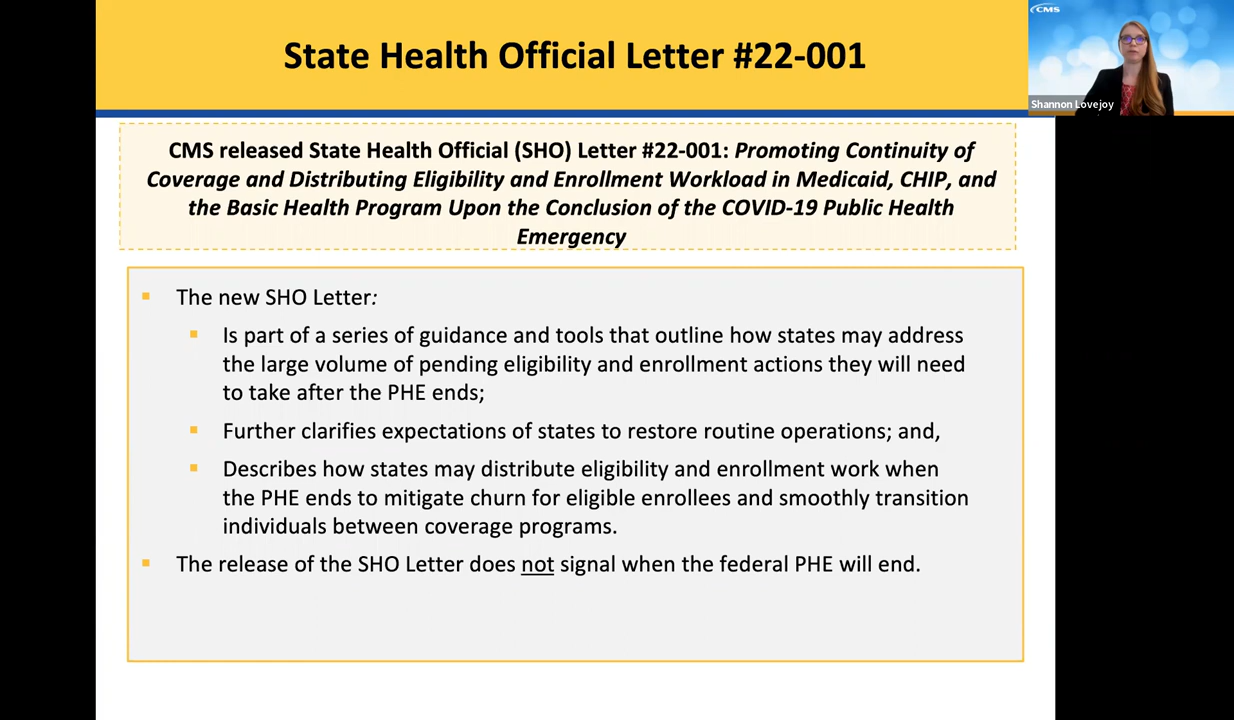 State Health Official Letter #22-001
CMS
Shannon Lovejoy
CMS released State Health Official (SHO) Letter #22-001: Promoting Continuity of
Coverage and Distributing Eligibility and Enrollment Workload in Medicaid, CHIP, and
the Basic Health Program Upon the Conclusion of the COVID-19 Public Health
Emergency
The new SHO Letter:
Is part of a series of guidance and tools that outline how states may address
the large volume of pending eligibility and enrollment actions they will need
to take after the PHE ends;
Further clarifies expectations of states to restore routine operations; and,
Describes how states may distribute eligibility and enrollment work when
the PHE ends to mitigate churn for eligible enrollees and smoothly transition
individuals between coverage programs.
The release of the SHO Letter does not signal when the federal PHE will end.